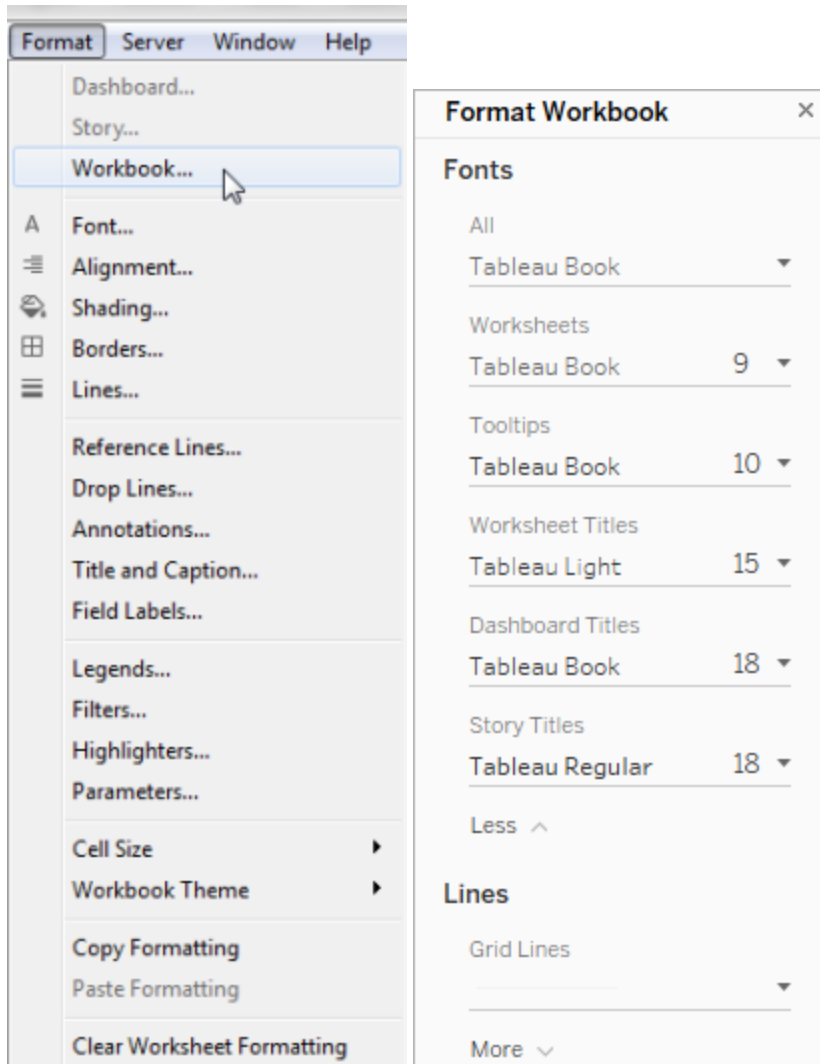 Format Server Window Help
Dashboard...
Story...
Workbook...
A Font...
Alignment...
Shading...
Borders...
Lines...
Reference Lines...
Drop Lines...
Annotations...
Title and Caption...
Field Labels...
Legends...
Filters...
Highlighters...
Parameters...
Cell Size
Workbook Theme
Copy Formatting
Paste Formatting
Clear Worksheet Formatting
Format Workbook
Fonts
All
Tableau Book
Worksheets
Tableau Book 9
Tooltips
Tableau Book 10
Worksheet Titles
Tableau Light 15
Dashboard Titles
Tableau Book 18
Story Titles
Tableau Regular 18
Less
Lines
Grid Lines
More